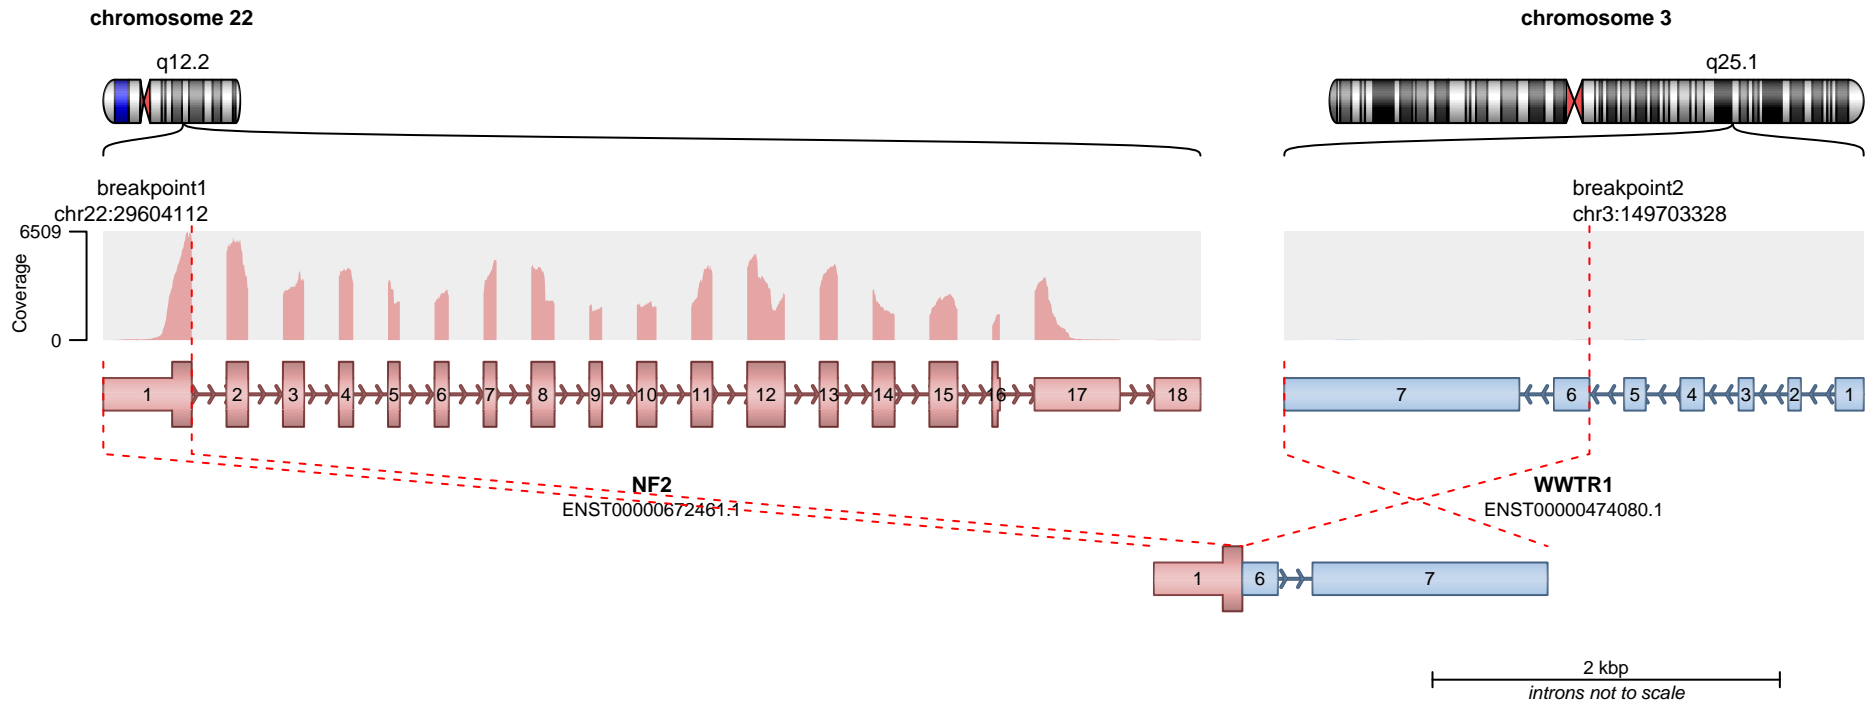 chromosome 22
chromosome 3
q12.2
q25.1
breakpoint1
chr22:29604112
breakpoint2
chr3:149703328
Coverage
6509
0
1 2 3 4 5 6 7 8 9 10 11 12 13 14 15 16 17 18
7 6 5 4 3 2 1
NF2
ENST00000672461.1
WWTR1
ENST00000474080.1
1 6 7
2 kbp
introns not to scale